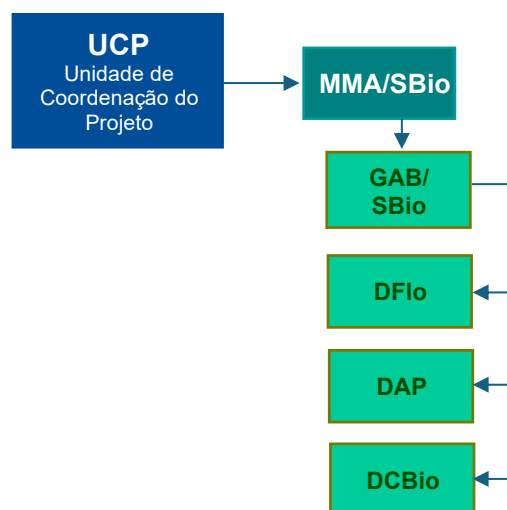 UCP
Unidade de
Coordenação do
Projeto
MMA/SBio
GAB/
SBio
DFlo
DAP
DCBio